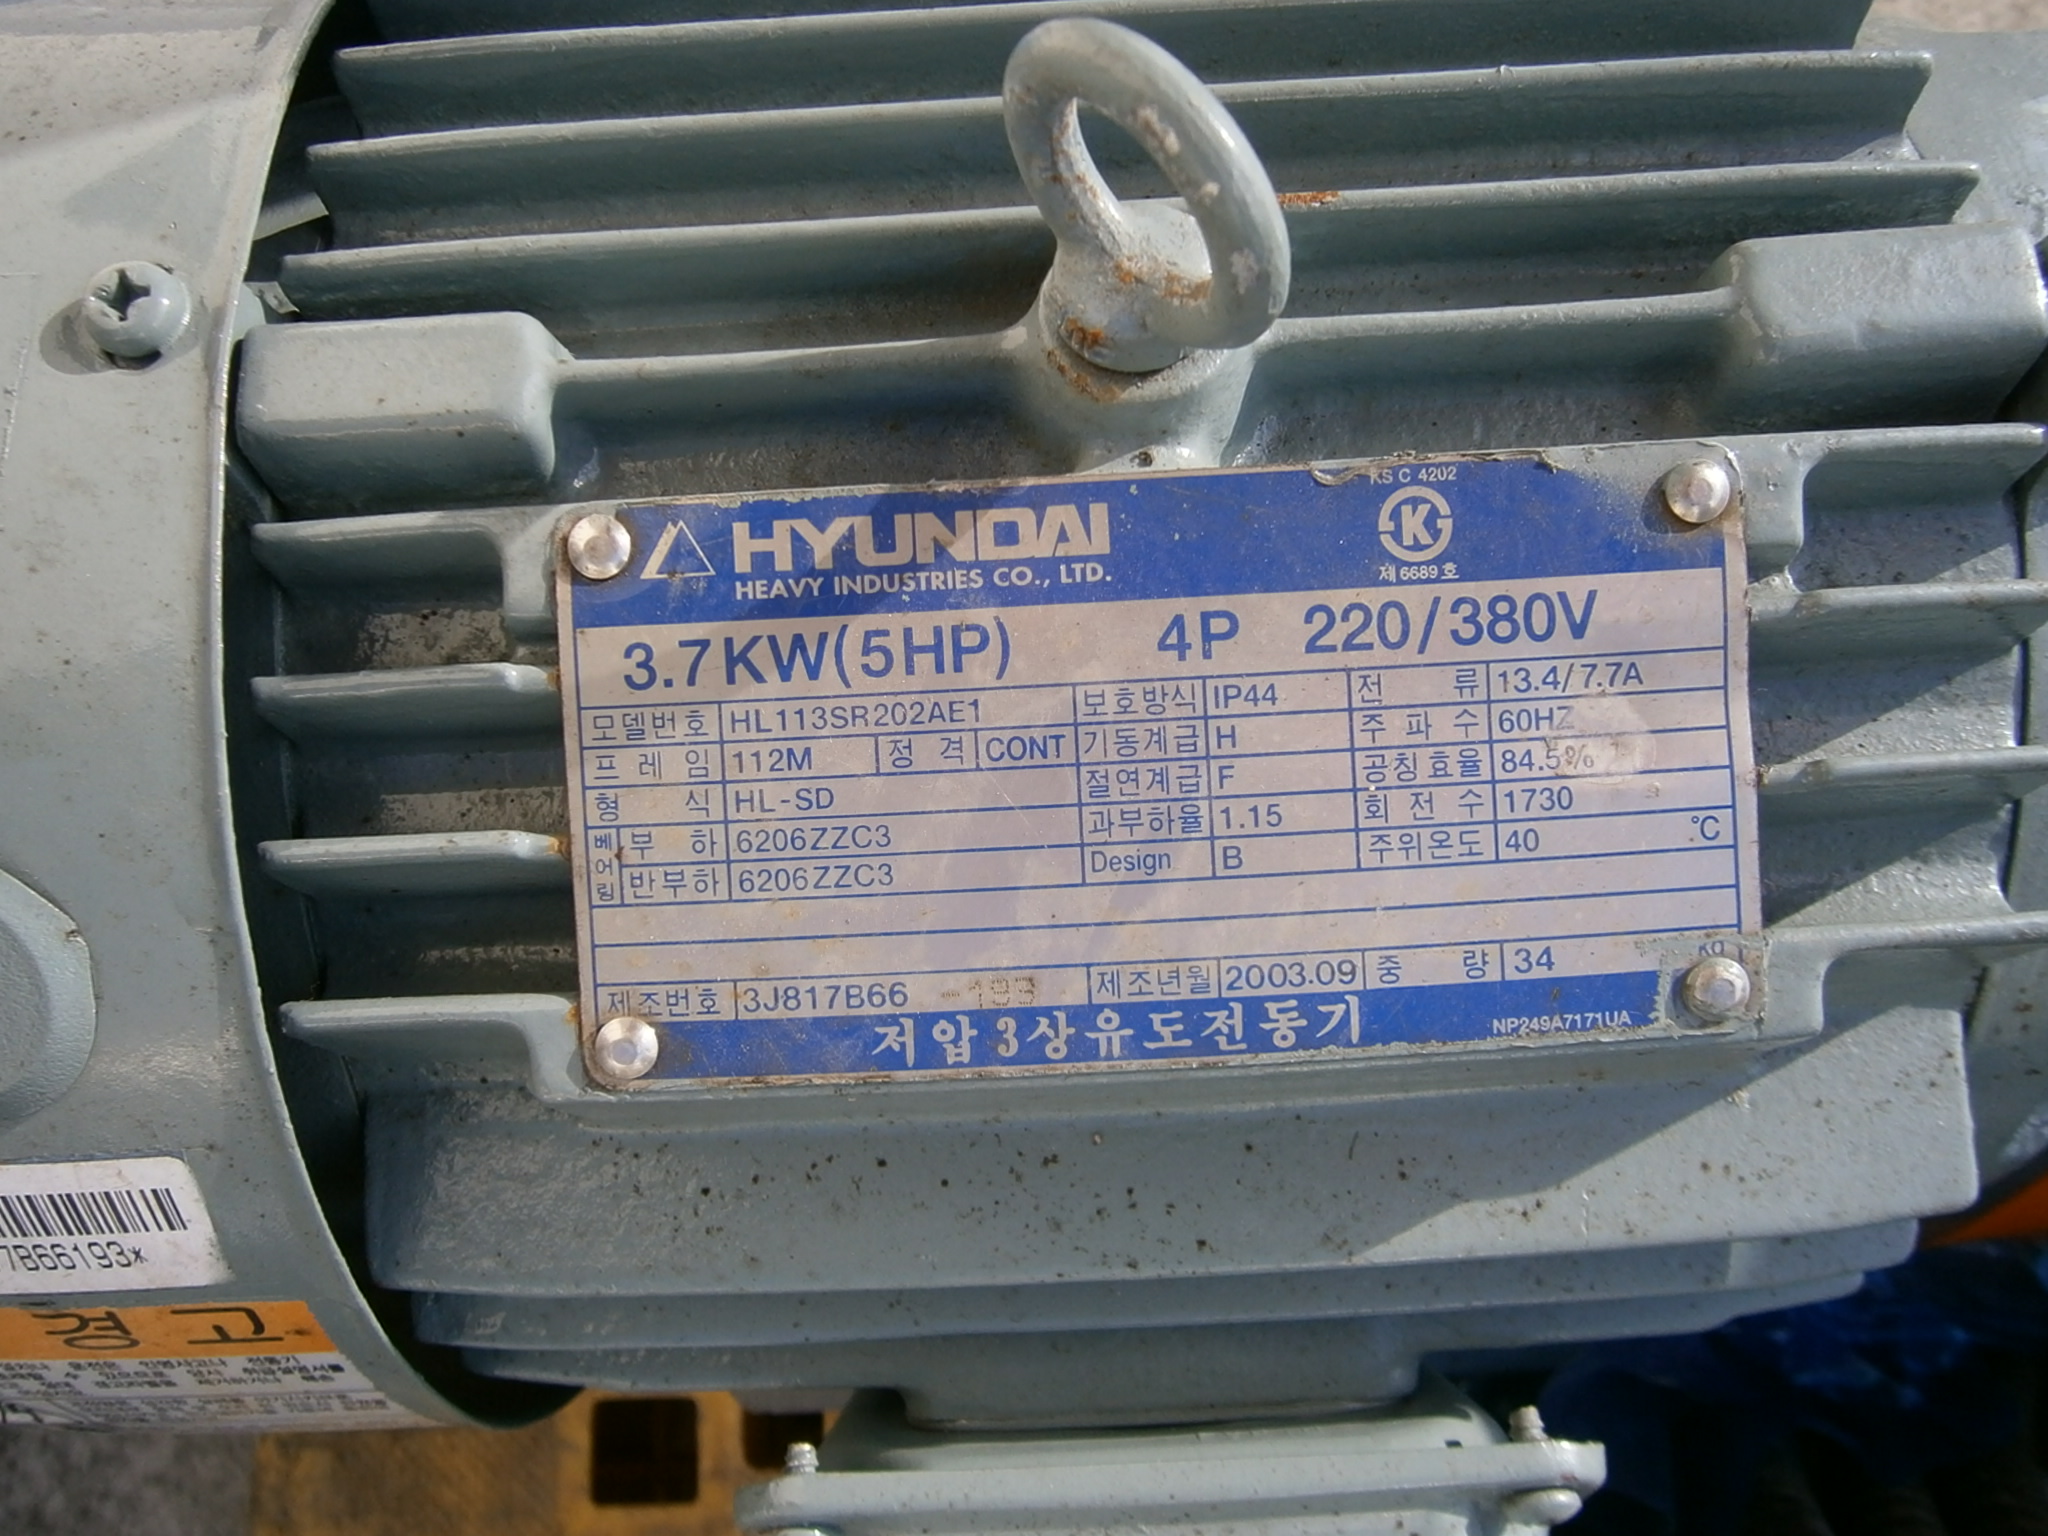 KS C 4202
HYUNDAI
HEAVY INDUSTRIES CO., LTD.
K
제 6689 호
3.7KW(5HP) 4P 220/380V
모델번호 HL113SR202AE1 보호방식 IP44 전 류 13.4/7.7A
프 레 임 112M 정 격 CONT 기동계급 H 주 파 수 60HZ
형 식 HL-SD 절연계급 F 공칭효율 84.5%
베어링 부 하 6206ZZC3 과부하율 1.15 회 전 수 1730
반부하 6206ZZC3 Design B 주위온도 40 °C
제조번호 3J817B66 -193 제조년월 2003.09 중 량 34 KG
저압 3상유도전동기
NP249A7171UA
7B66193*
경 고